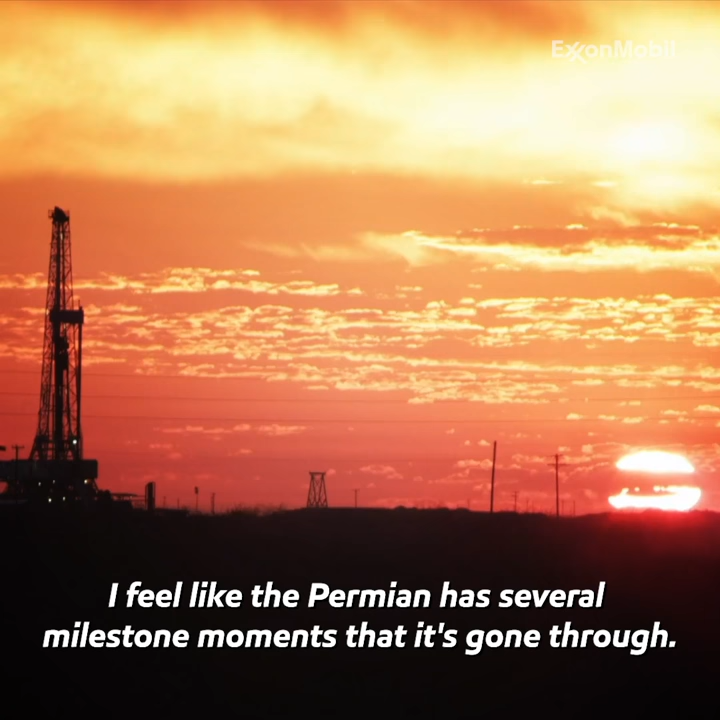 ExxonMobil
I feel like the Permian has several
milestone moments that it's gone through.